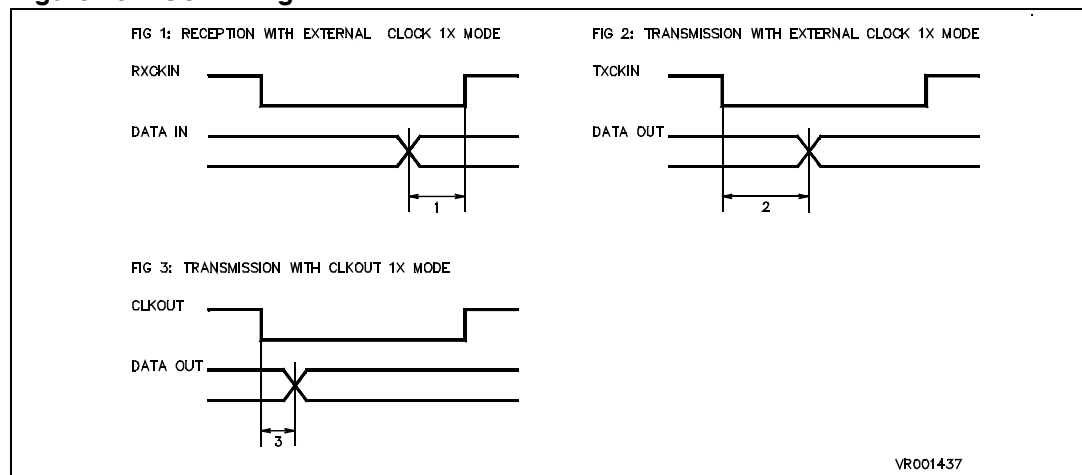 FIG 1: RECEPTION WITH EXTERNAL CLOCK 1X MODE
RXCKIN
DATA IN
1
FIG 2: TRANSMISSION WITH EXTERNAL CLOCK 1X MODE
TXCKIN
DATA OUT
2
FIG 3: TRANSMISSION WITH CLKOUT 1X MODE
CLKOUT
DATA OUT
3
VR001437